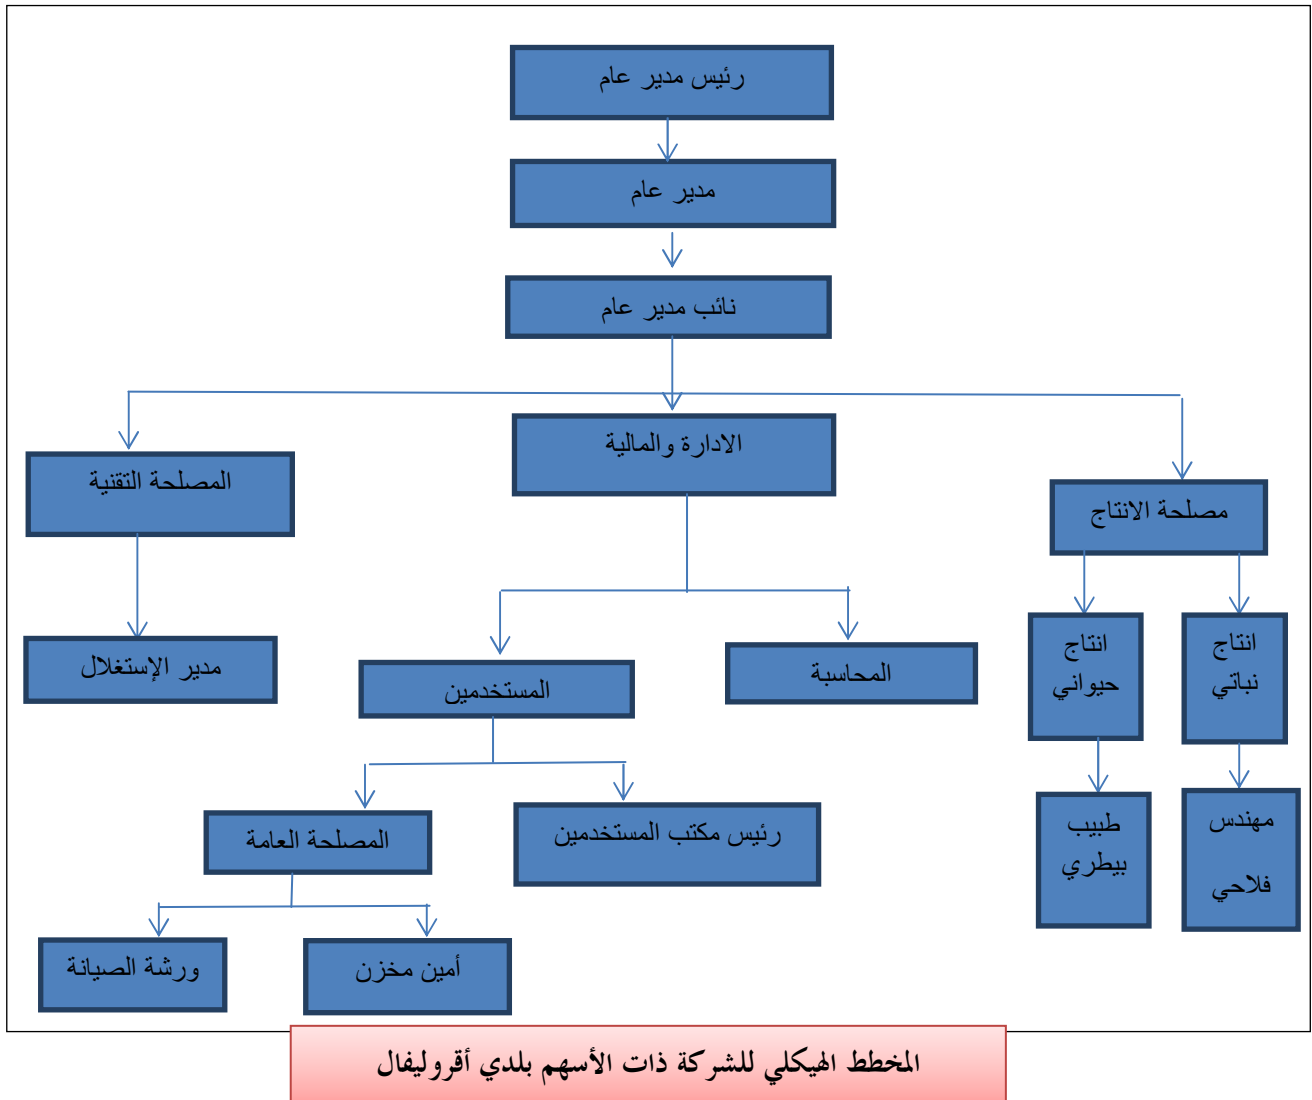 رئيس مدير عام
مدير عام
نائب مدير عام
الادارة والمالية
المصلحة التقنية
مصلحة الانتاج
انتاج
نباتي
انتاج
حيواني
مدير الإستغلال
المحاسبة
المستخدمين
مهندس
فلاحي
طبيب
بيطري
رئيس مكتب المستخدمين
المصلحة العامة
أمين مخزن
ورشة الصيانة
المخطط الهيكلي للشركة ذات الأسهم بلدي أقروليفال